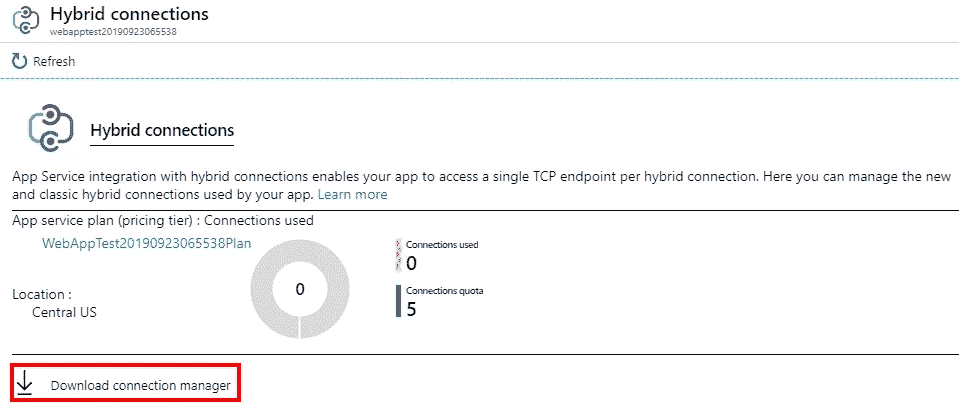 Hybrid connections
webapptest20190923065538
Refresh
Hybrid connections
App Service integration with hybrid connections enables your app to access a single TCP endpoint per hybrid connection. Here you can manage the new
and classic hybrid connections used by your app. Learn more
App service plan (pricing tier) : Connections used
WebAppTest20190923065538Plan
Connections used
0
0
Connections quota
5
Location :
Central US
Download connection manager